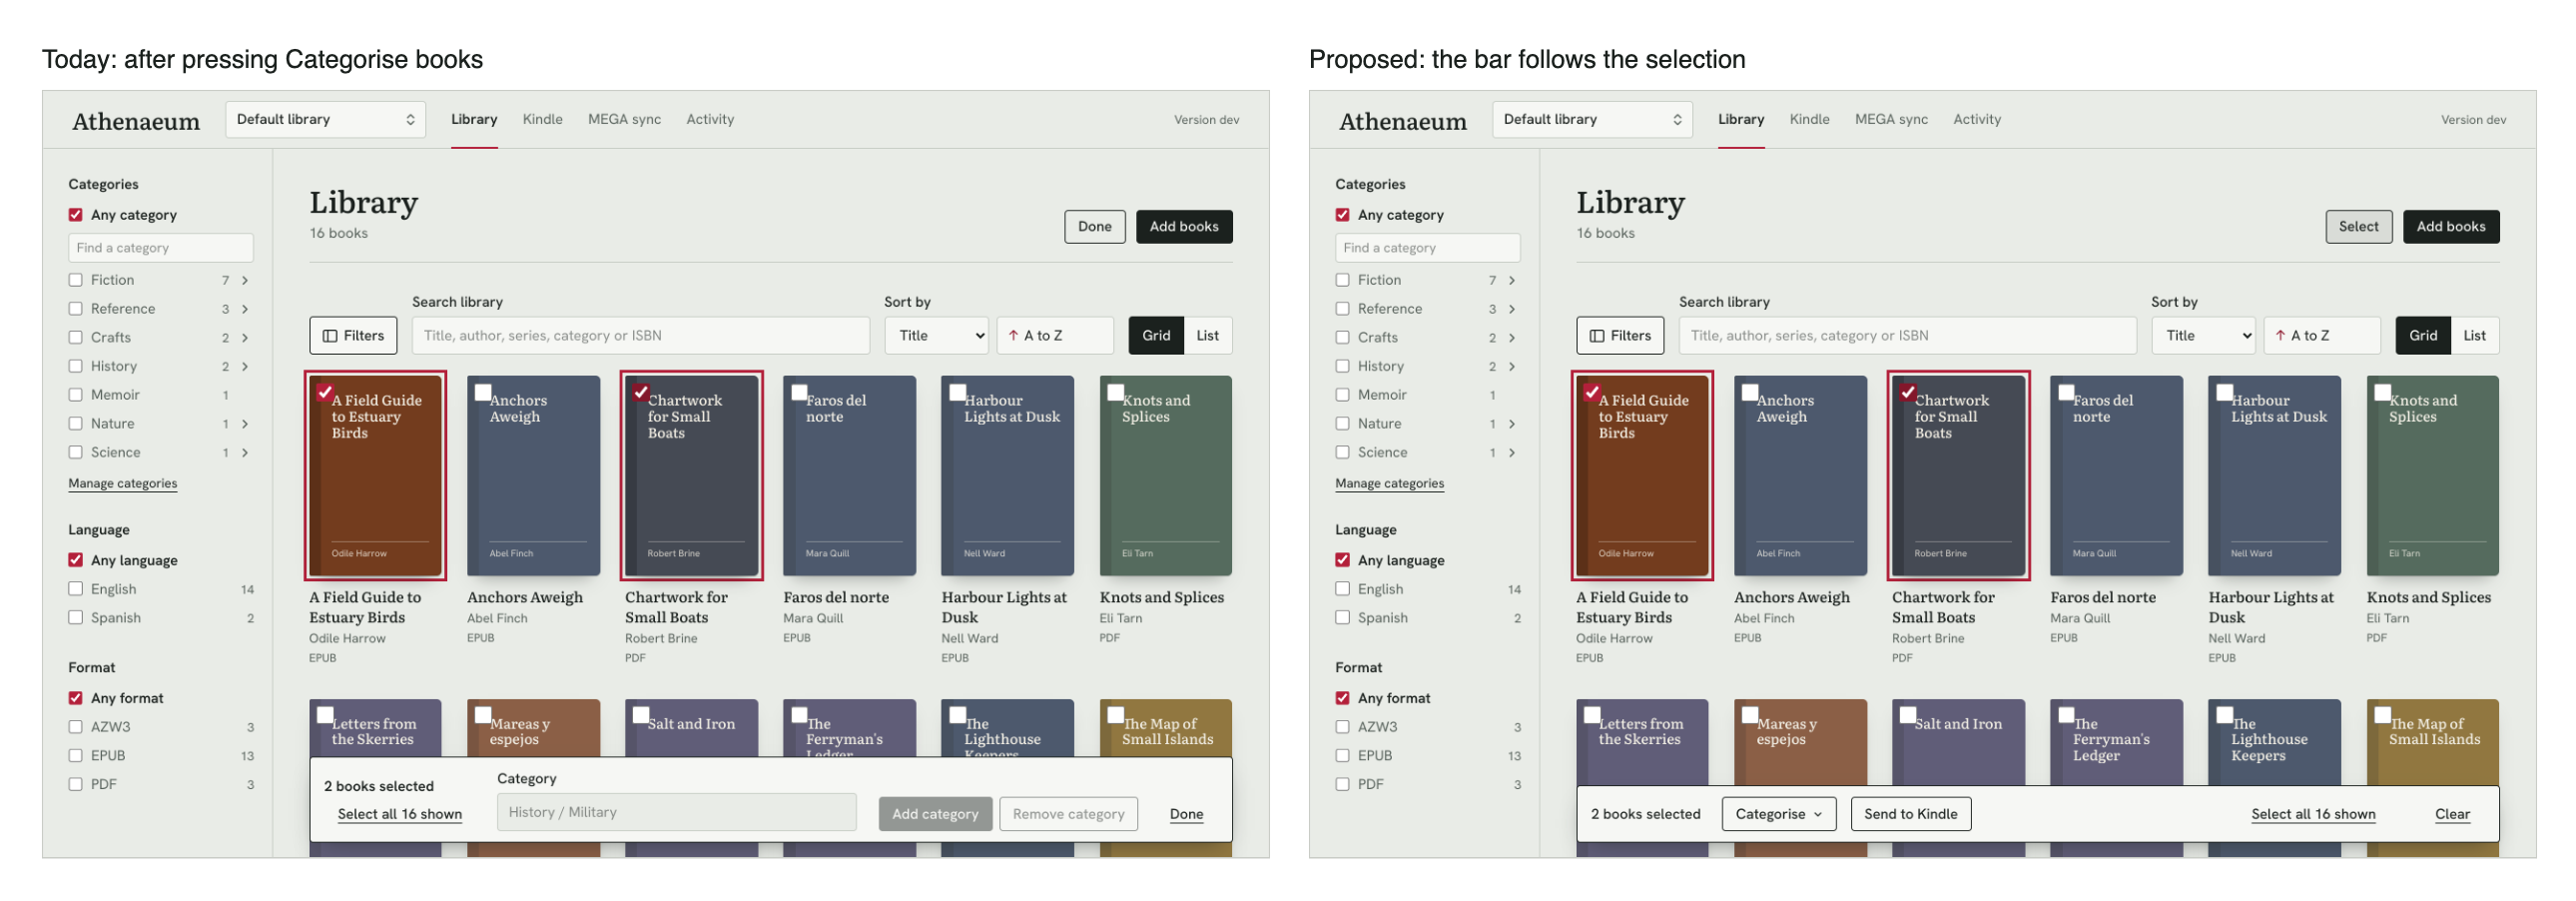 Today: after pressing Categorise books
Athenaeum
Default library
Library
Kindle
MEGA sync
Activity
Version dev
Categories
Any category
Find a category
Fiction 7
Reference 3
Crafts 2
History 2
Memoir 1
Nature 1
Science 1
Manage categories
Language
Any language
English 14
Spanish 2
Format
Any format
AZW3 3
EPUB 13
PDF 3
Library
16 books
Done
Add books
Search library
Sort by
Filters
Title, author, series, category or ISBN
Title
↑ A to Z
Grid
List
A Field Guide
to Estuary
Birds
Odile Harrow
Anchors
Aweigh
Abel Finch
Chartwork
for Small
Boats
Robert Brine
Faros del
norte
Mara Quill
Harbour
Lights at Dusk
Nell Ward
Knots and
Splices
Eli Tarn
A Field Guide to
Estuary Birds
Odile Harrow
EPUB
Anchors Aweigh
Abel Finch
EPUB
Chartwork for
Small Boats
Robert Brine
PDF
Faros del norte
Mara Quill
EPUB
Harbour Lights at
Dusk
Nell Ward
EPUB
Knots and Splices
Eli Tarn
PDF
Letters from
the Skerries
Mareas y
espejos
Salt and Iron
The
Ferryman's
Ledger
The
Lighthouse
Keepers
The Map of
Small Islands
2 books selected
Select all 16 shown
Category
History / Military
Add category
Remove category
Done
Proposed: the bar follows the selection
Athenaeum
Default library
Library
Kindle
MEGA sync
Activity
Version dev
Categories
Any category
Find a category
Fiction 7
Reference 3
Crafts 2
History 2
Memoir 1
Nature 1
Science 1
Manage categories
Language
Any language
English 14
Spanish 2
Format
Any format
AZW3 3
EPUB 13
PDF 3
Library
16 books
Select
Add books
Search library
Sort by
Filters
Title, author, series, category or ISBN
Title
↑ A to Z
Grid
List
A Field Guide
to Estuary
Birds
Odile Harrow
Anchors
Aweigh
Abel Finch
Chartwork
for Small
Boats
Robert Brine
Faros del
norte
Mara Quill
Harbour
Lights at Dusk
Nell Ward
Knots and
Splices
Eli Tarn
A Field Guide to
Estuary Birds
Odile Harrow
EPUB
Anchors Aweigh
Abel Finch
EPUB
Chartwork for
Small Boats
Robert Brine
PDF
Faros del norte
Mara Quill
EPUB
Harbour Lights at
Dusk
Nell Ward
EPUB
Knots and Splices
Eli Tarn
PDF
Letters from
the Skerries
Mareas y
espejos
Salt and Iron
The
Ferryman's
Ledger
The
Lighthouse
Keepers
The Map of
Small Islands
2 books selected
Categorise
Send to Kindle
Select all 16 shown
Clear